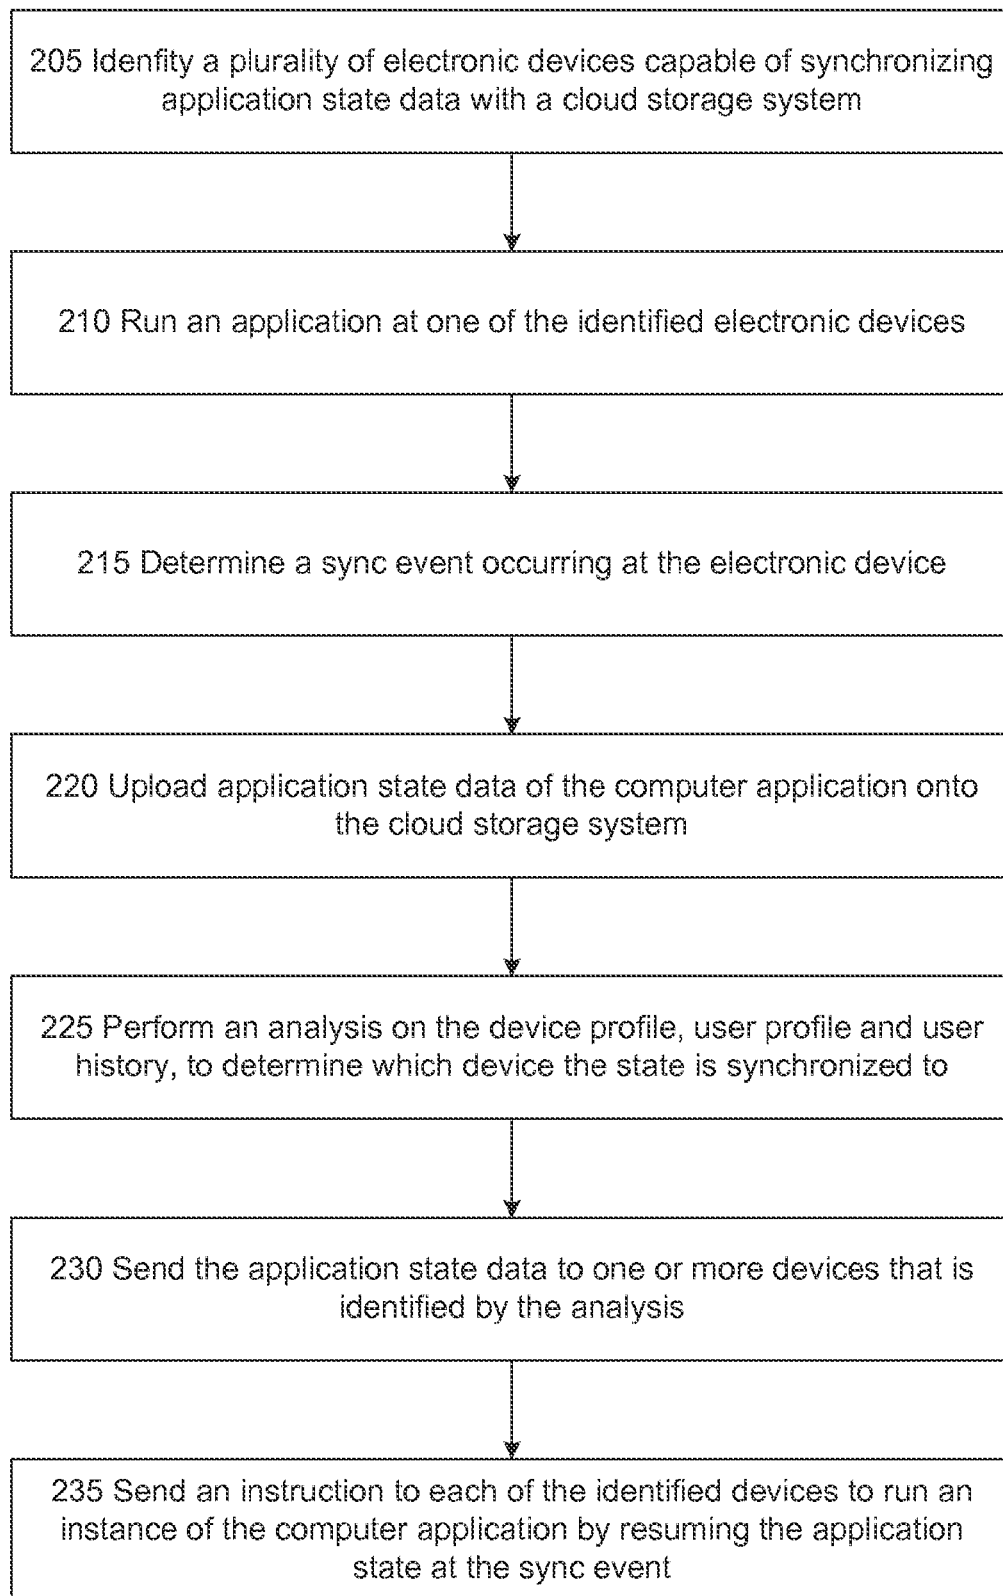 205 Idenfity a plurality of electronic devices capable of synchronizing
application state data with a cloud storage system
210 Run an application at one of the identified electronic devices
215 Determine a sync event occurring at the electronic device
220 Upload application state data of the computer application onto
the cloud storage system
225 Perform an analysis on the device profile, user profile and user
history, to determine which device the state is synchronized to
230 Send the application state data to one or more devices that is
identified by the analysis
235 Send an instruction to each of the identified devices to run an
instance of the computer application by resuming the application
state at the sync event